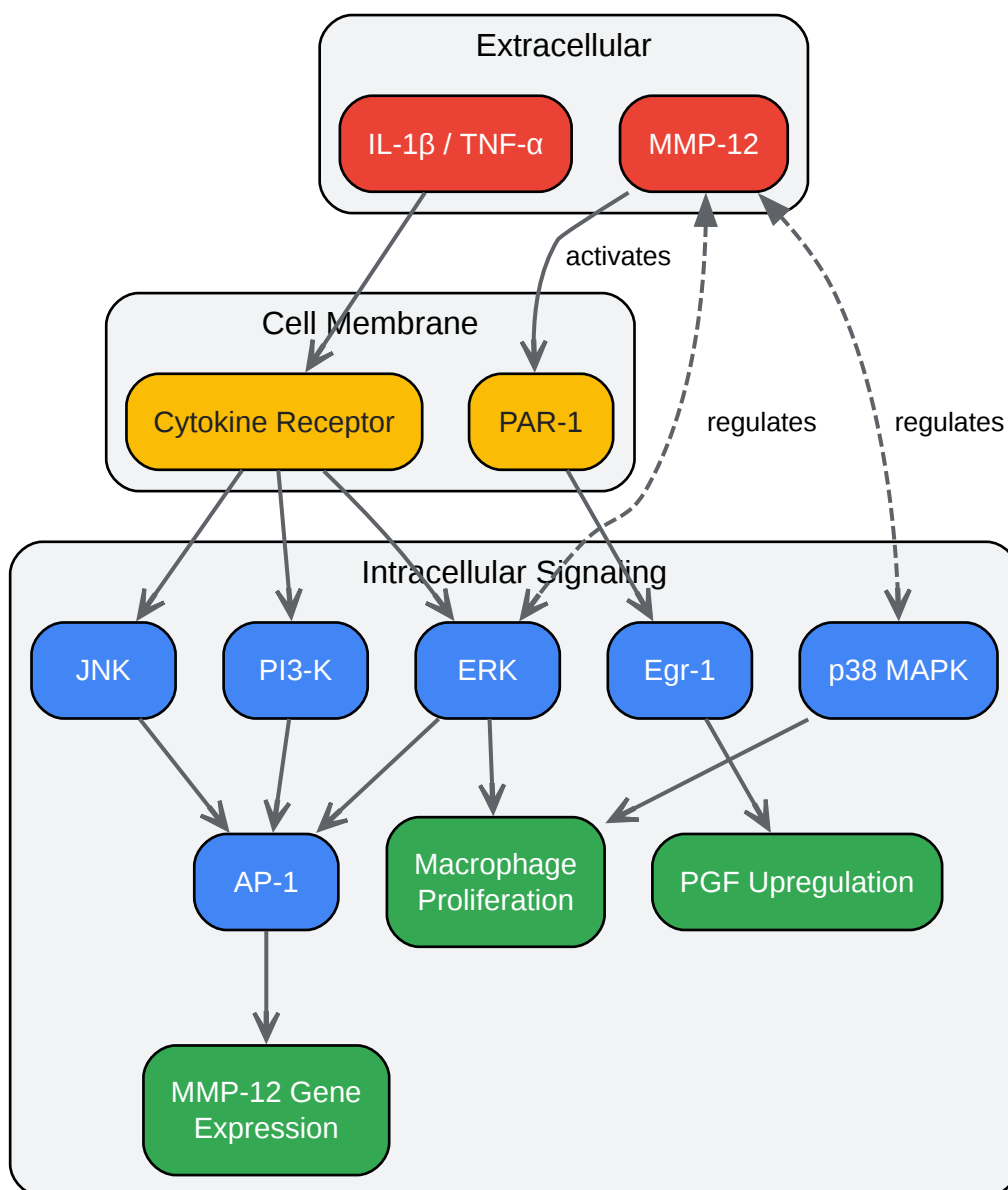 Extracellular
IL-1β / TNF-α
MMP-12
activates
Cell Membrane
Cytokine Receptor
PAR-1
regulates
regulates
Intracellular Signaling
JNK
PI3-K
ERK
Egr-1
p38 MAPK
AP-1
Macrophage
Proliferation
PGF Upregulation
MMP-12 Gene
Expression